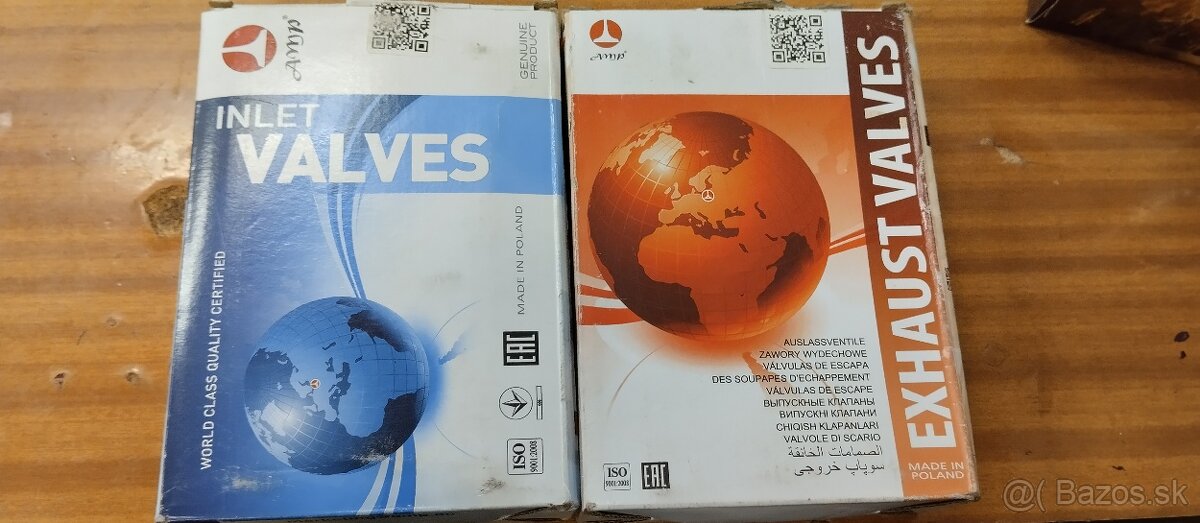 AMP
GENUINE
PRODUCT
INLET
VALVES
MADE IN POLAND
WORLD CLASS QUALITY CERTIFIED
EAC
ISO
9001:2008
AMP
EXHAUST VALVES
AUSLASSVENTILE
ZAWORY WYDECHOWE
VÁLVULAS DE ESCAPA
DES SOUPAPES D'ECHAPPEMENT
VÁLVULAS DE ESCAPE
ВЫПУСКНЫЕ КЛАПАНЫ
ВИПУСКНІ КЛАПАНИ
CHIQISH KLAPANLARI
VALVOLE DI SCARIO
الصمامات الخانقة
سوپاپ خروجی
ISO
9001:2008
EAC
MADE IN
POLAND
@( Bazos.sk